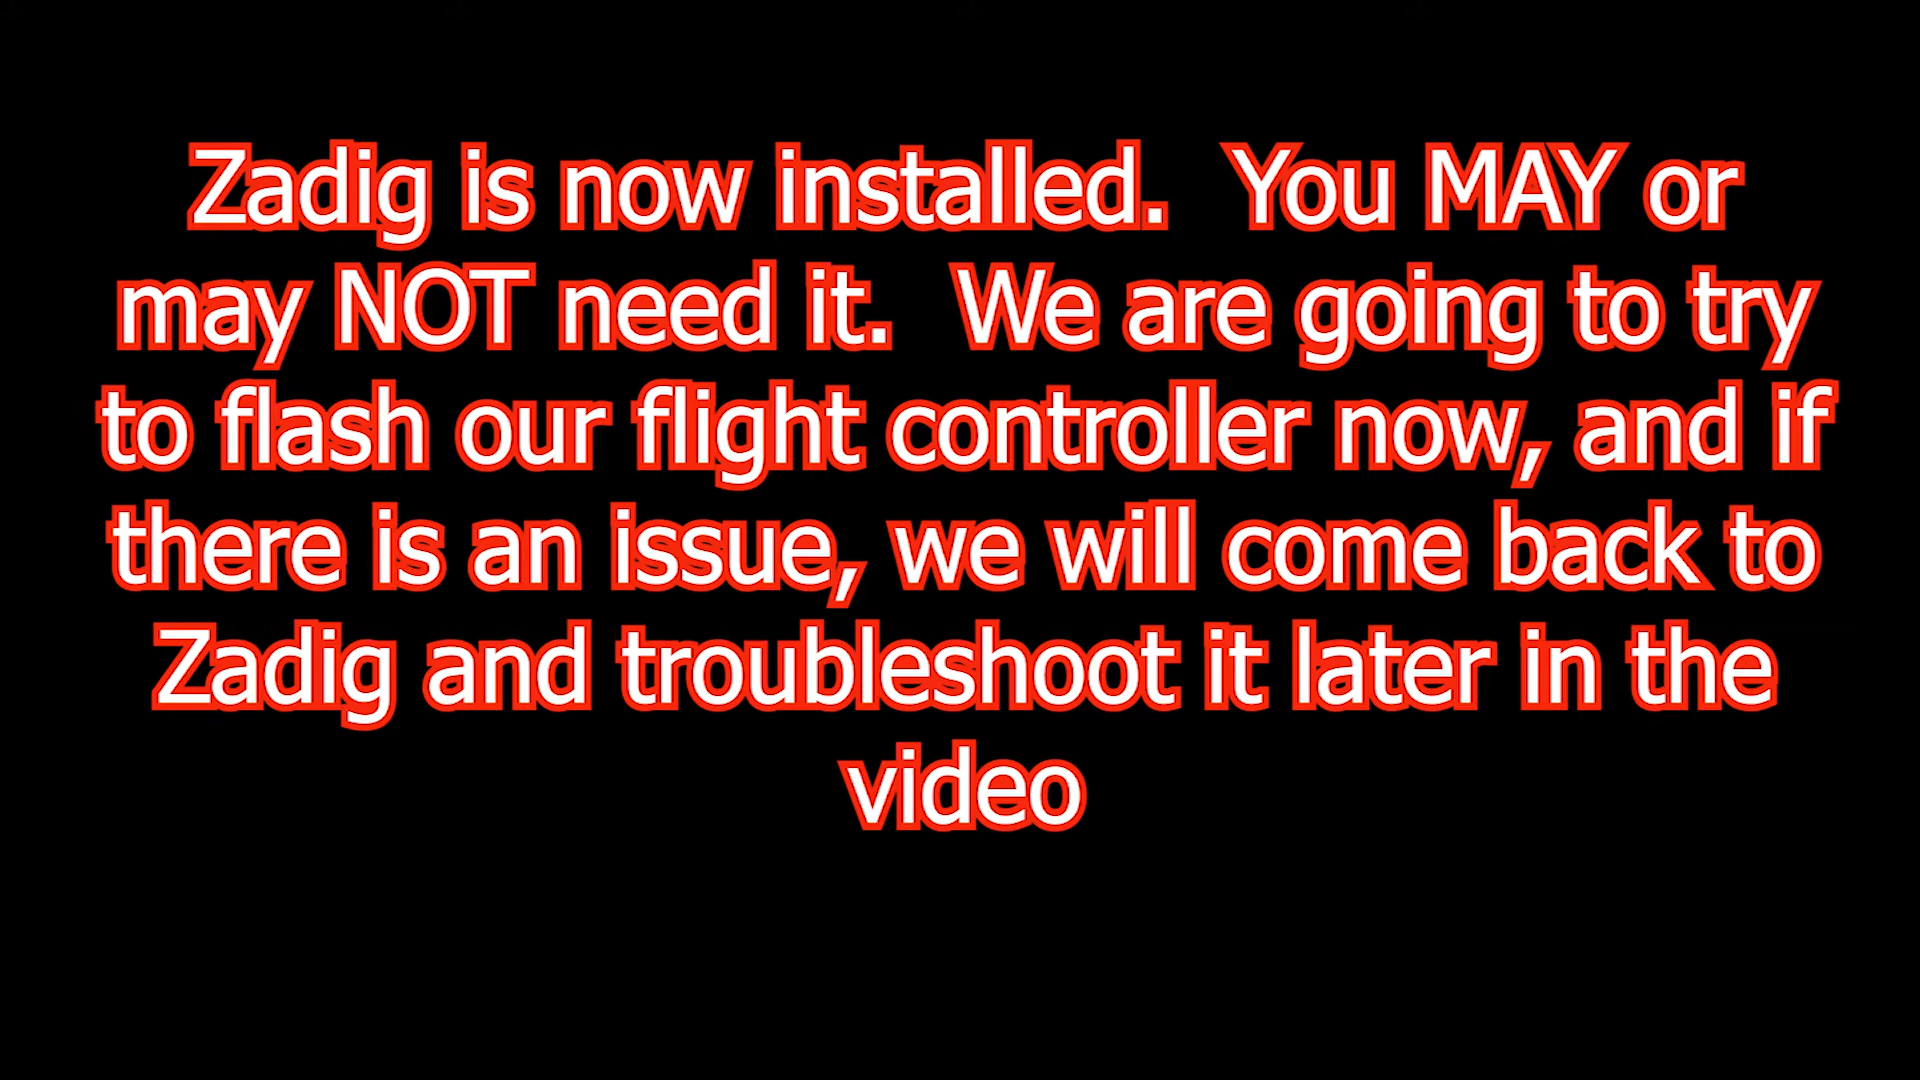 Zadig is now installed.  You MAY or
may NOT need it.  We are going to try
to flash our flight controller now, and if
there is an issue, we will come back to
Zadig and troubleshoot it later in the
video